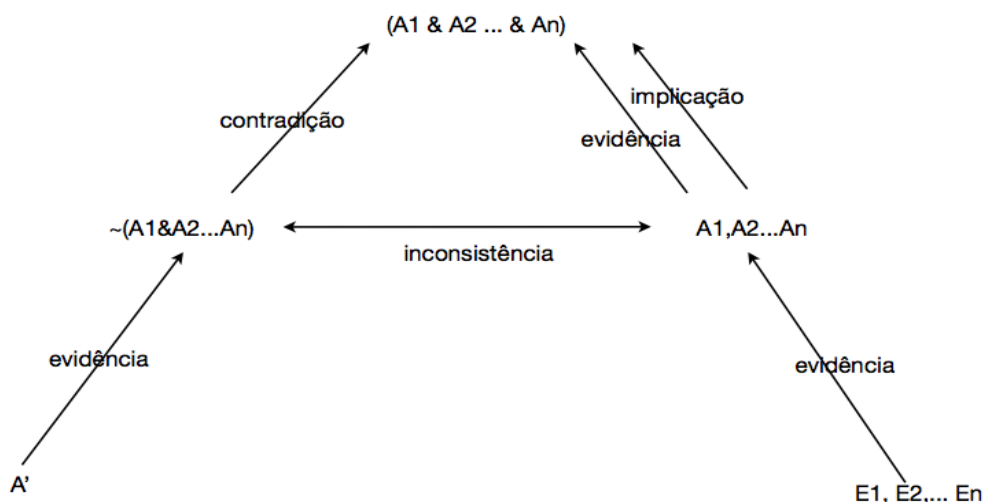 (A1 & A2 ... & An)
implicação
contradição
evidência
~(A1&A2...An)
A1,A2...An
inconsistência
evidência
evidência
A’
E1, E2,... En